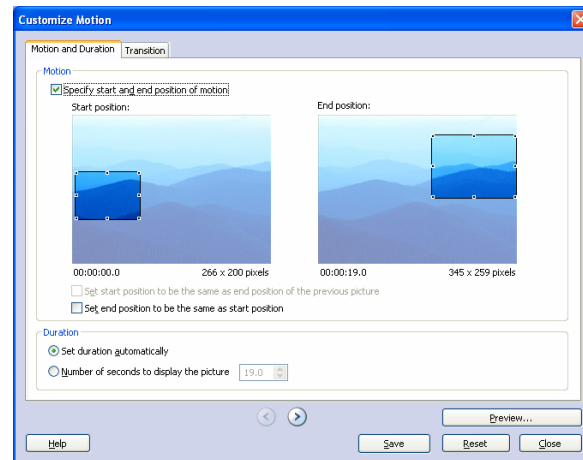 Customize Motion
Motion and Duration Transition
Motion
Specify start and end position of motion
Start position: End position:
00:00:00.0 266 x 200 pixels 00:00:19.0 345 x 259 pixels
Set start position to be the same as end position of the previous picture
Set end position to be the same as start position
Duration
Set duration automatically
Number of seconds to display the picture 19.0
Preview...
Help Save Reset Close